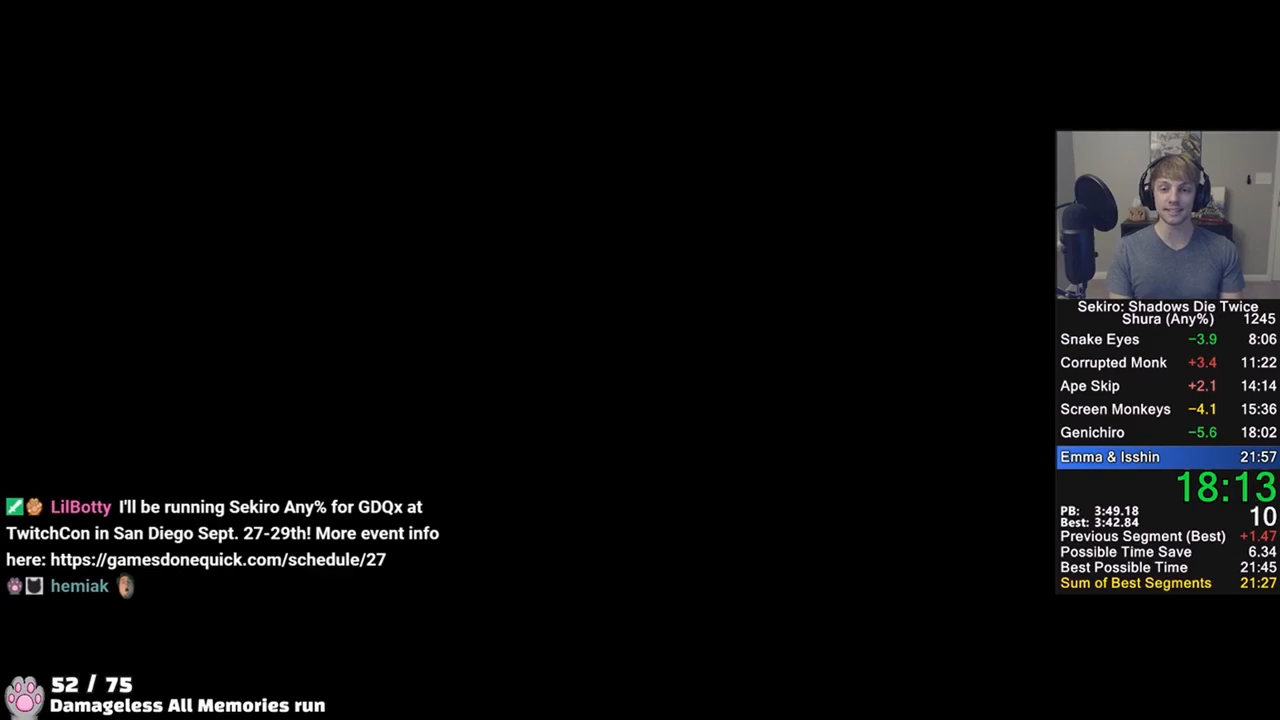 Sekiro: Shadows Die Twice
Shura (Any%) 1245
Snake Eyes −3.9 8:06
Corrupted Monk +3.4 11:22
Ape Skip +2.1 14:14
Screen Monkeys −4.1 15:36
Genichiro −5.6 18:02
Emma & Isshin 21:57
18:13
PB: 3:49.18
Best: 3:42.84 10
Previous Segment (Best) +1.47
Possible Time Save 6.34
Best Possible Time 21:45
Sum of Best Segments 21:27
LilBotty I'll be running Sekiro Any% for GDQx at
TwitchCon in San Diego Sept. 27-29th! More event info
here: https://gamesdonequick.com/schedule/27
hemiak
52 / 75
Damageless All Memories run